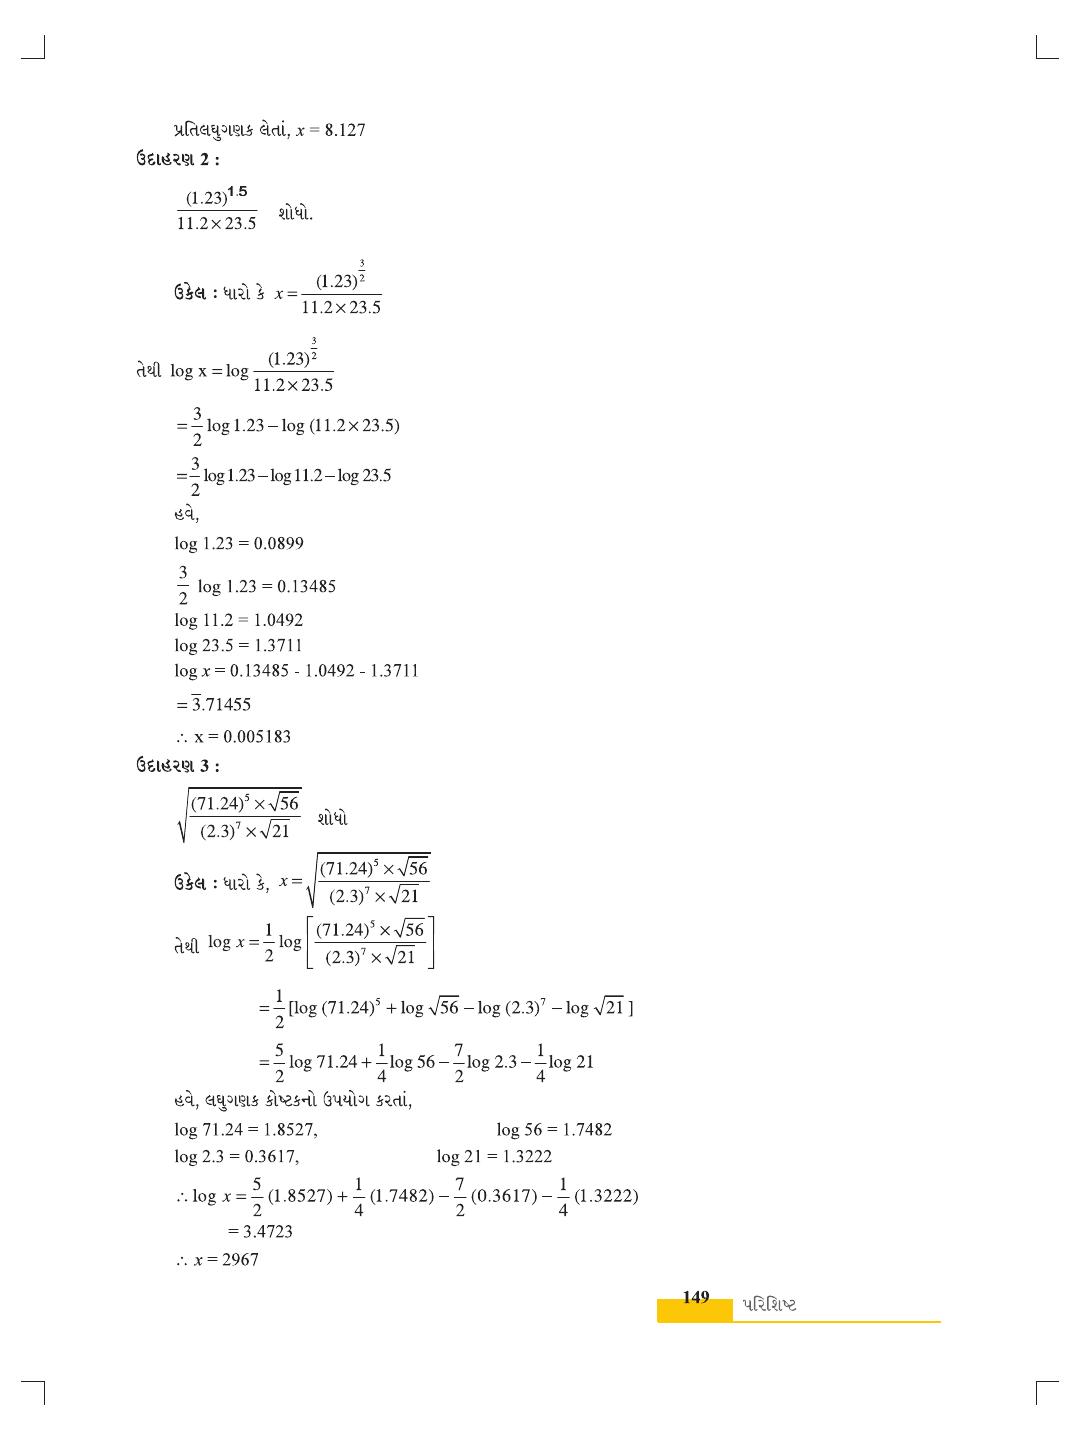 પ્રતિલઘુગણક લેતાં, x = 8.127
ઉદાહરણ 2 :
(1.23)^1.5 / 11.2 × 23.5 શોધો.
ઉકેલ : ધારો કે x = (1.23)^(3/2) / 11.2 × 23.5
તેથી log x = log (1.23)^(3/2) / 11.2 × 23.5
= 3/2 log 1.23 – log (11.2 × 23.5)
= 3/2 log 1.23 – log 11.2 – log 23.5
હવે,
log 1.23 = 0.0899
3/2 log 1.23 = 0.13485
log 11.2 = 1.0492
log 23.5 = 1.3711
log x = 0.13485 - 1.0492 - 1.3711
= 3̅.71455
∴ x = 0.005183
ઉદાહરણ 3 :
√((71.24)⁵ × √56 / (2.3)⁷ × √21) શોધો
ઉકેલ : ધારો કે, x = √((71.24)⁵ × √56 / (2.3)⁷ × √21)
તેથી log x = 1/2 log [(71.24)⁵ × √56 / (2.3)⁷ × √21]
= 1/2 [log (71.24)⁵ + log √56 – log (2.3)⁷ – log √21 ]
= 5/2 log 71.24 + 1/4 log 56 – 7/2 log 2.3 – 1/4 log 21
હવે, લઘુગણક કોષ્ટકનો ઉપયોગ કરતાં,
log 71.24 = 1.8527, log 56 = 1.7482
log 2.3 = 0.3617, log 21 = 1.3222
∴ log x = 5/2 (1.8527) + 1/4 (1.7482) – 7/2 (0.3617) – 1/4 (1.3222)
= 3.4723
∴ x = 2967
149 પરિશિષ્ટ